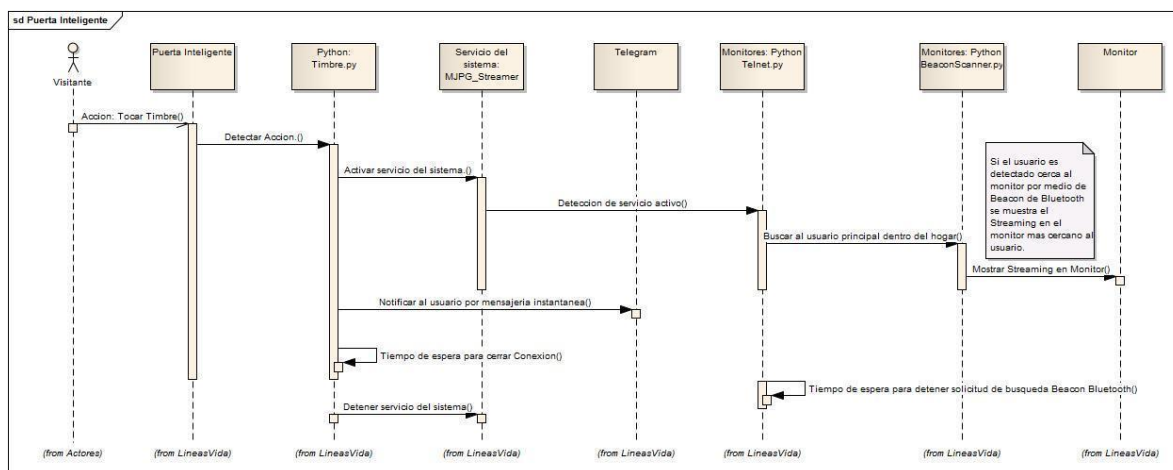 sd Puerta Inteligente
Visitante
Puerta Inteligente
Python:
Timbre.py
Servicio del
sistema:
MJPG_Streamer
Telegram
Monitores: Python
Telnet.py
Monitores: Python
BeaconScanner.py
Monitor
Accion: Tocar Timbre()
Detectar Accion.()
Activar servicio del sistema.()
Deteccion de servicio activo()
Buscar al usuario principal dentro del hogar()
Si el usuario es
detectado cerca al
monitor por medio de
Beacon de Bluetooth
se muestra el
Streaming en el
monitor mas cercano al
usuario.
Mostrar Streaming en Monitor()
Notificar al usuario por mensajeria instantanea()
Tiempo de espera para cerrar Conexion()
Tiempo de espera para detener solicitud de busqueda Beacon Bluetooth()
Detener servicio del sistema()
(from Actores)
(from LineasVida)
(from LineasVida)
(from LineasVida)
(from LineasVida)
(from LineasVida)
(from LineasVida)
(from LineasVida)